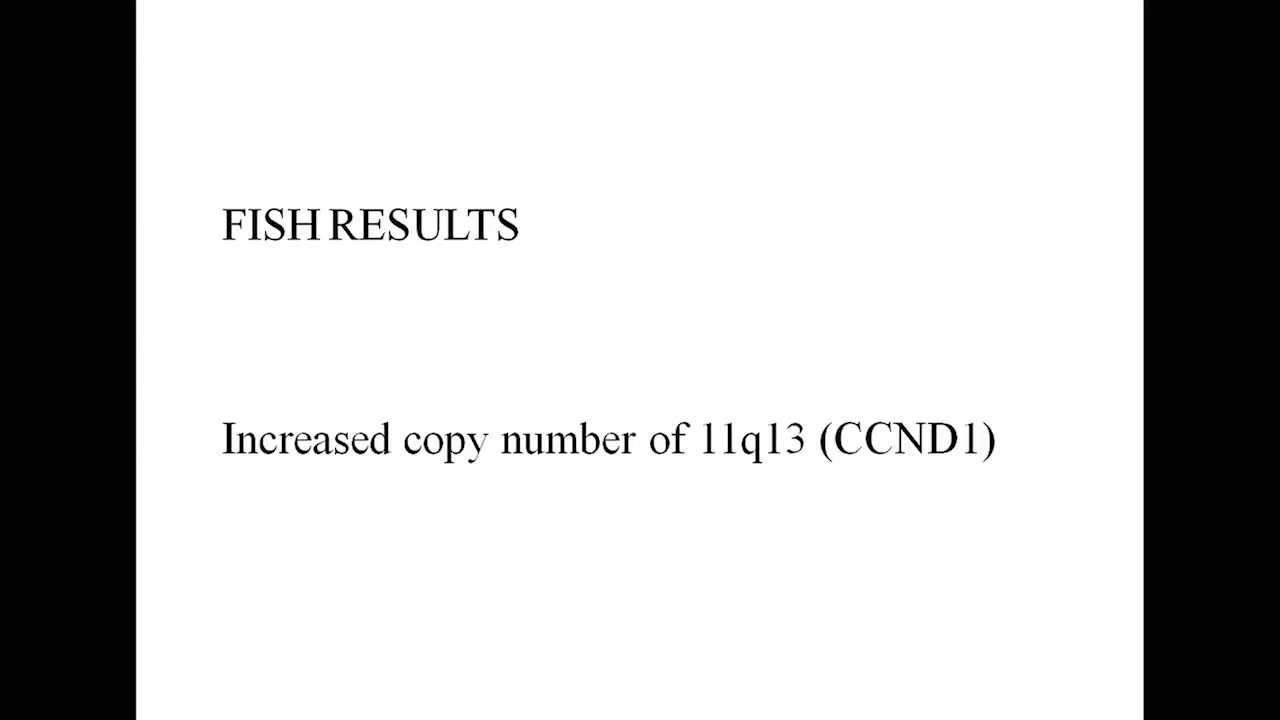 FISH RESULTS
Increased copy number of 11q13 (CCND1)